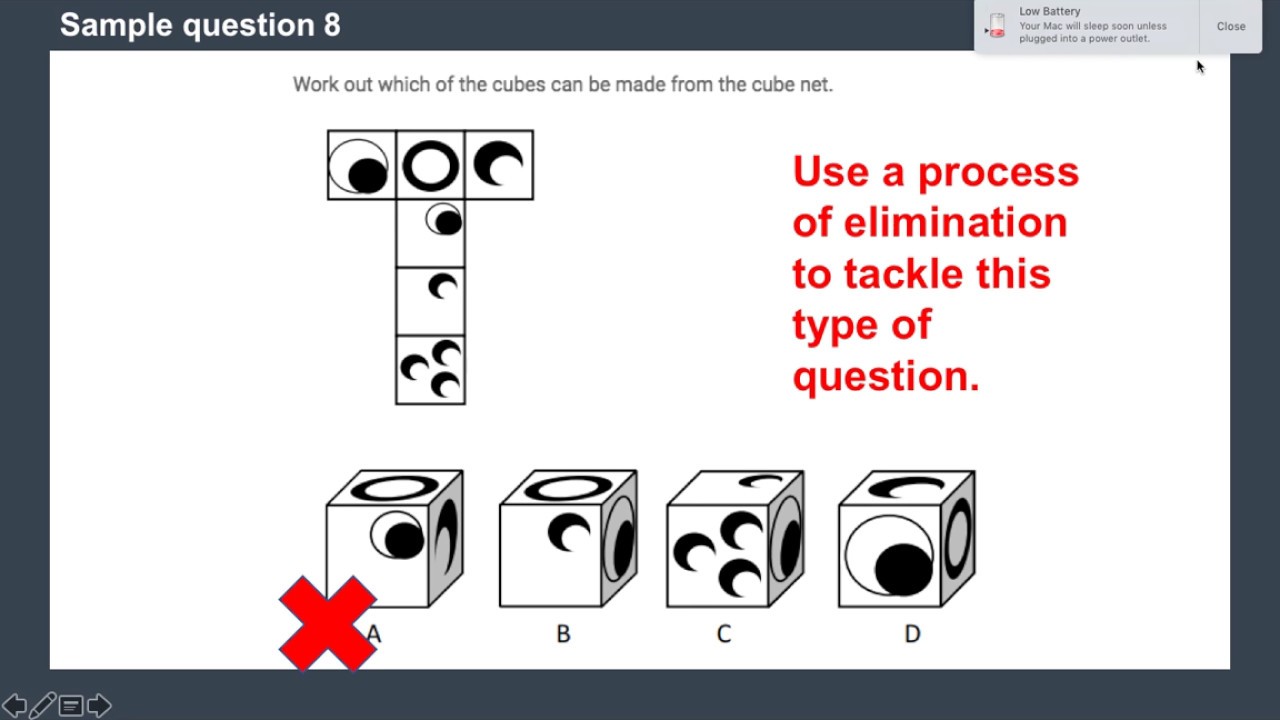 Sample question 8
Low Battery
Your Mac will sleep soon unless
plugged into a power outlet.
Close
Work out which of the cubes can be made from the cube net.
Use a process
of elimination
to tackle this
type of
question.
A
B
C
D